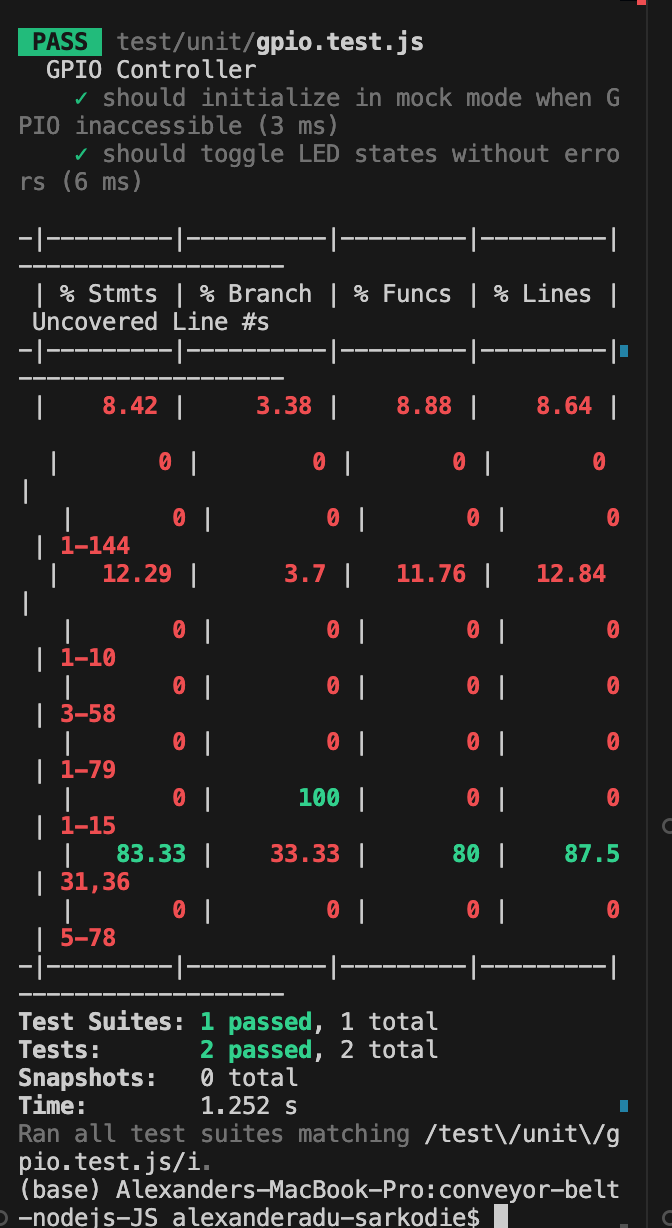 PASS test/unit/gpio.test.js
GPIO Controller
✓ should initialize in mock mode when G
PIO inaccessible (3 ms)
✓ should toggle LED states without erro
rs (6 ms)
-|---------|----------|---------|---------|
-------------------
| % Stmts | % Branch | % Funcs | % Lines |
Uncovered Line #s
-|---------|----------|---------|---------|
-------------------
| 8.42 | 3.38 | 8.88 | 8.64 |
| 0 | 0 | 0 | 0
|
| 0 | 0 | 0 | 0
| 1-144
| 12.29 | 3.7 | 11.76 | 12.84
|
| 0 | 0 | 0 | 0
| 1-10
| 0 | 0 | 0 | 0
| 3-58
| 0 | 0 | 0 | 0
| 1-79
| 0 | 100 | 0 | 0
| 1-15
| 83.33 | 33.33 | 80 | 87.5
| 31,36
| 0 | 0 | 0 | 0
| 5-78
-|---------|----------|---------|---------|
-------------------
Test Suites: 1 passed, 1 total
Tests: 2 passed, 2 total
Snapshots: 0 total
Time: 1.252 s
Ran all test suites matching /test\/unit\/g
pio.test.js/i.
(base) Alexanders-MacBook-Pro:conveyor-belt
-nodejs-JS alexanderadu-sarkodie$